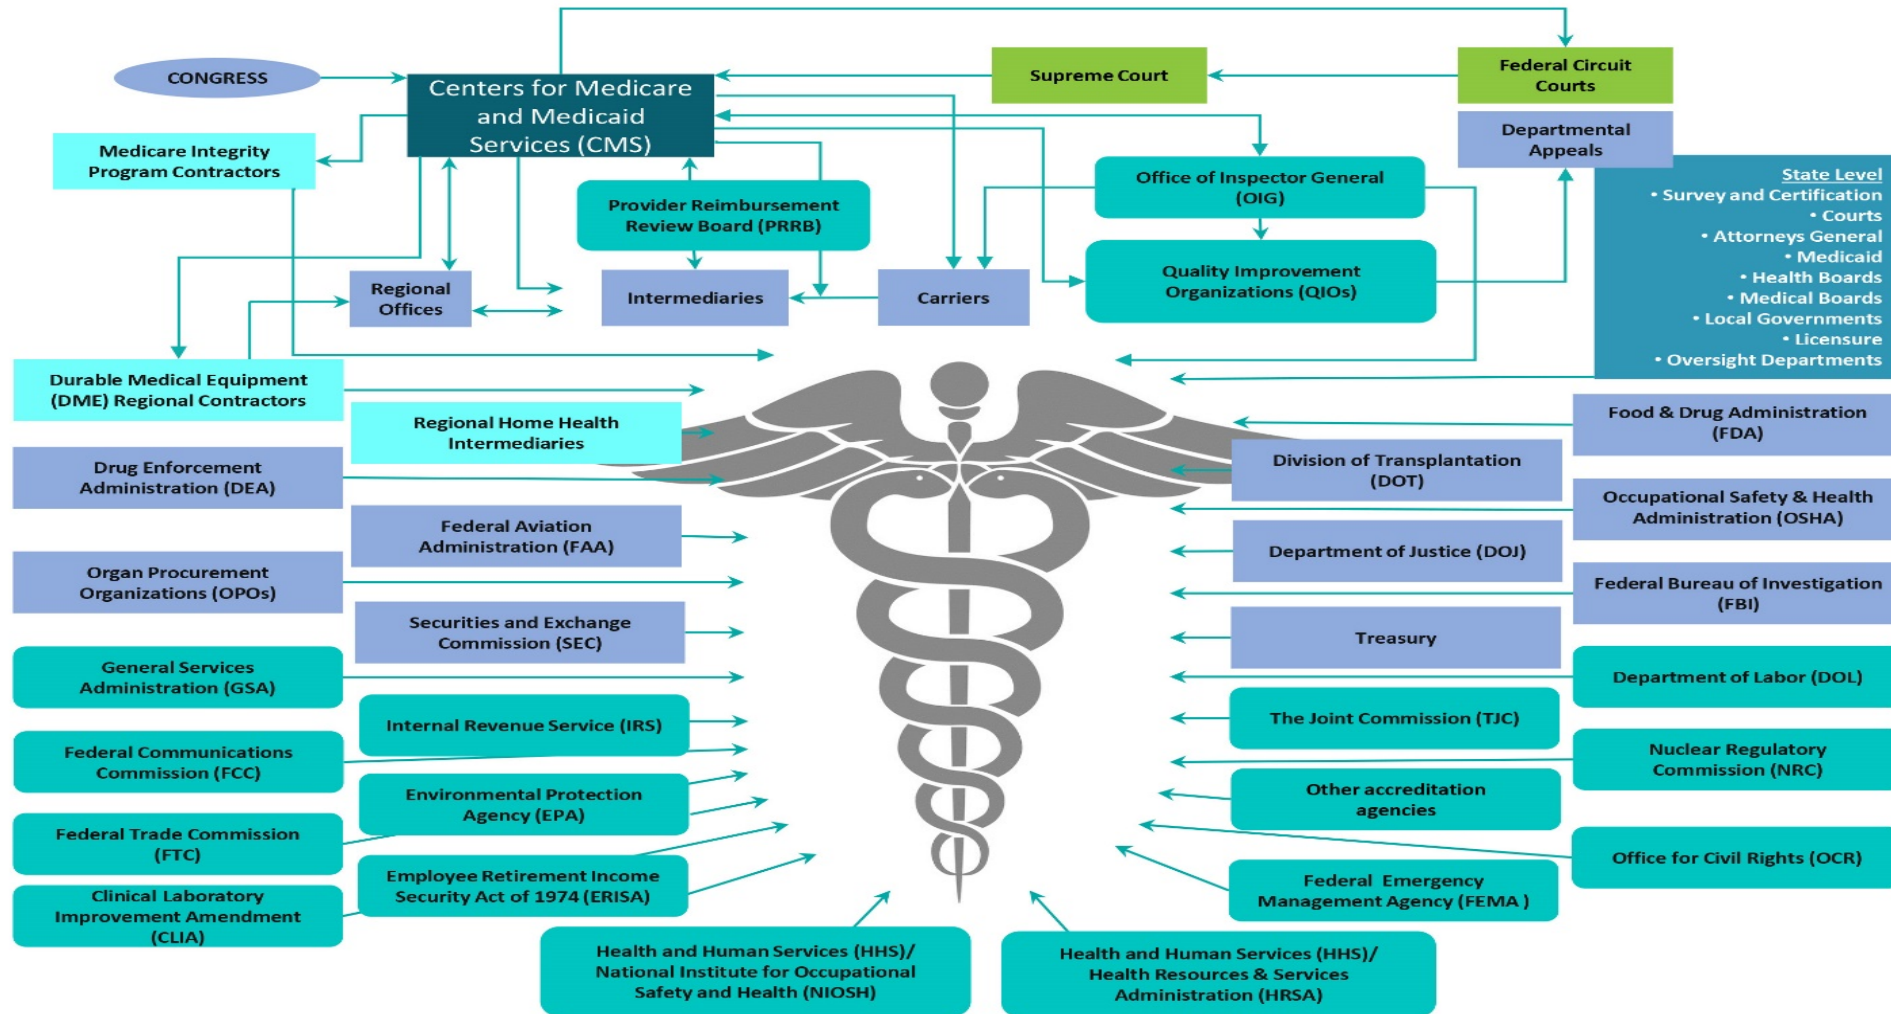 CONGRESS
Centers for Medicare
and Medicaid
Services (CMS)
Supreme Court
Federal Circuit
Courts
Medicare Integrity
Program Contractors
Departmental
Appeals
Provider Reimbursement
Review Board (PRRB)
Office of Inspector General
(OIG)
State Level
• Survey and Certification
• Courts
• Attorneys General
• Medicaid
• Health Boards
• Medical Boards
• Local Governments
• Licensure
• Oversight Departments
Regional
Offices
Intermediaries
Carriers
Quality Improvement
Organizations (QIOs)
Durable Medical Equipment
(DME) Regional Contractors
Regional Home Health
Intermediaries
Food & Drug Administration
(FDA)
Drug Enforcement
Administration (DEA)
Division of Transplantation
(DOT)
Federal Aviation
Administration (FAA)
Occupational Safety & Health
Administration (OSHA)
Organ Procurement
Organizations (OPOs)
Department of Justice (DOJ)
Federal Bureau of Investigation
(FBI)
Securities and Exchange
Commission (SEC)
Treasury
General Services
Administration (GSA)
Department of Labor (DOL)
Internal Revenue Service (IRS)
The Joint Commission (TJC)
Federal Communications
Commission (FCC)
Nuclear Regulatory
Commission (NRC)
Environmental Protection
Agency (EPA)
Other accreditation
agencies
Federal Trade Commission
(FTC)
Office for Civil Rights (OCR)
Employee Retirement Income
Security Act of 1974 (ERISA)
Federal Emergency
Management Agency (FEMA )
Clinical Laboratory
Improvement Amendment
(CLIA)
Health and Human Services (HHS)/
National Institute for Occupational
Safety and Health (NIOSH)
Health and Human Services (HHS)/
Health Resources & Services
Administration (HRSA)